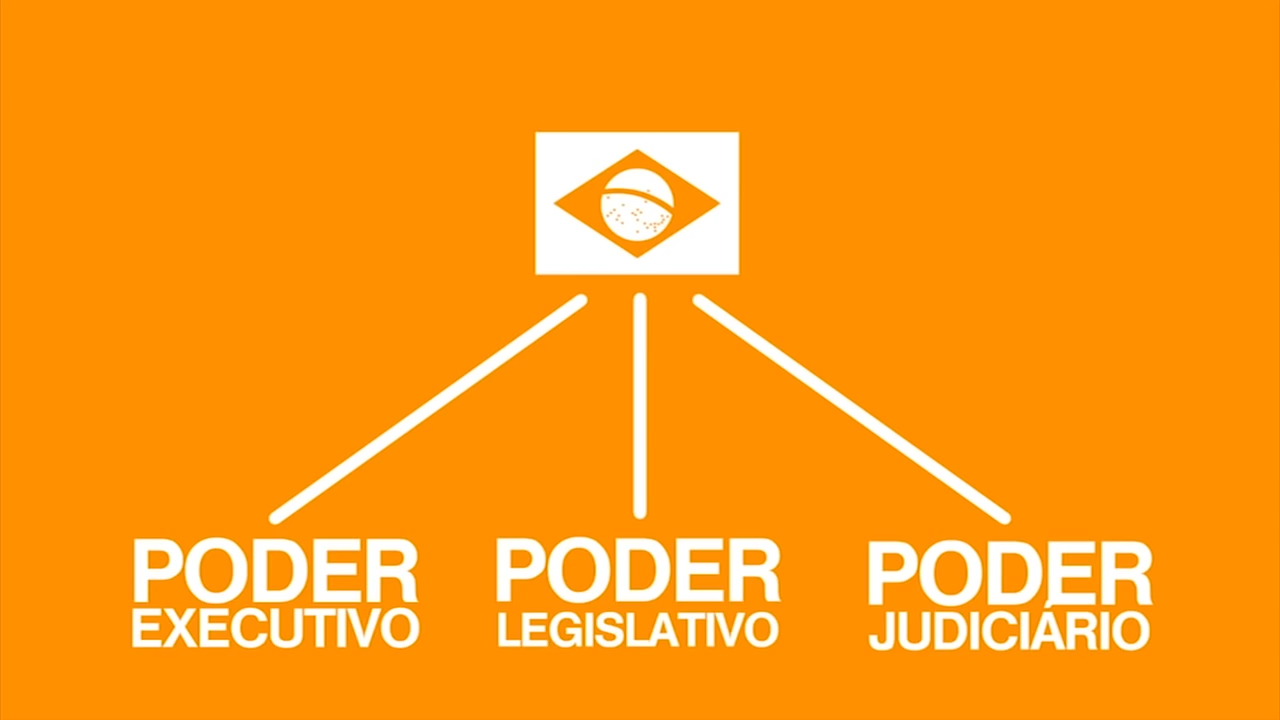 PODER
EXECUTIVO
PODER
LEGISLATIVO
PODER
JUDICIÁRIO